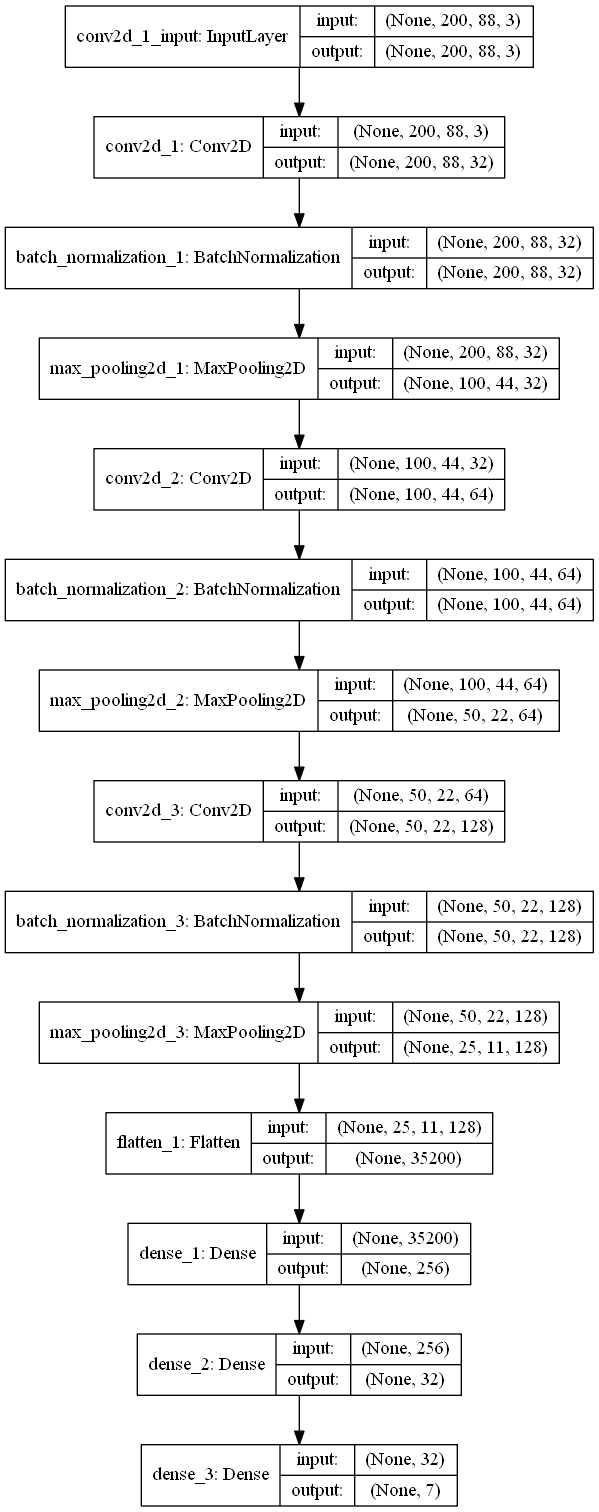 conv2d_1_input: InputLayer
input: (None, 200, 88, 3)
output: (None, 200, 88, 3)
conv2d_1: Conv2D
input: (None, 200, 88, 3)
output: (None, 200, 88, 32)
batch_normalization_1: BatchNormalization
input: (None, 200, 88, 32)
output: (None, 200, 88, 32)
max_pooling2d_1: MaxPooling2D
input: (None, 200, 88, 32)
output: (None, 100, 44, 32)
conv2d_2: Conv2D
input: (None, 100, 44, 32)
output: (None, 100, 44, 64)
batch_normalization_2: BatchNormalization
input: (None, 100, 44, 64)
output: (None, 100, 44, 64)
max_pooling2d_2: MaxPooling2D
input: (None, 100, 44, 64)
output: (None, 50, 22, 64)
conv2d_3: Conv2D
input: (None, 50, 22, 64)
output: (None, 50, 22, 128)
batch_normalization_3: BatchNormalization
input: (None, 50, 22, 128)
output: (None, 50, 22, 128)
max_pooling2d_3: MaxPooling2D
input: (None, 50, 22, 128)
output: (None, 25, 11, 128)
flatten_1: Flatten
input: (None, 25, 11, 128)
output: (None, 35200)
dense_1: Dense
input: (None, 35200)
output: (None, 256)
dense_2: Dense
input: (None, 256)
output: (None, 32)
dense_3: Dense
input: (None, 32)
output: (None, 7)